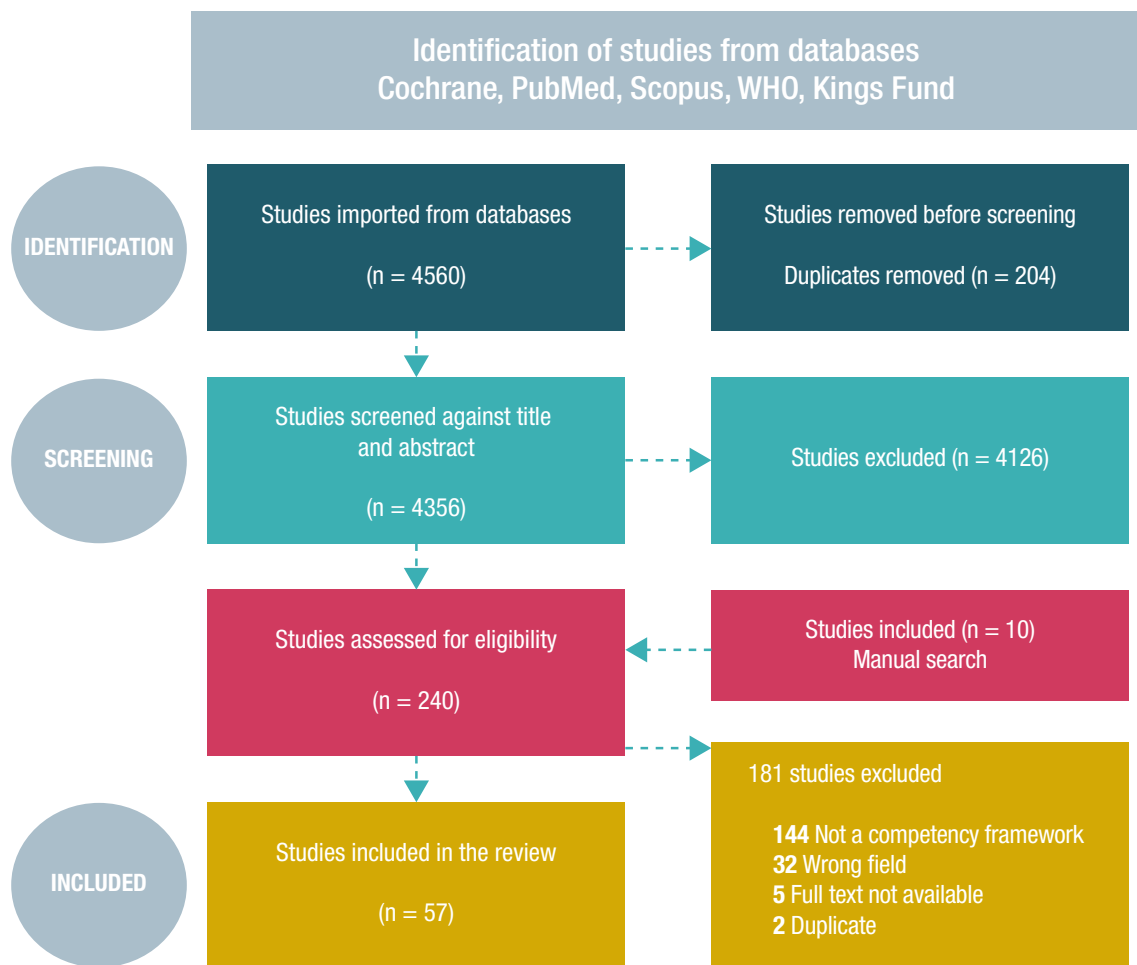 Identification of studies from databases
Cochrane, PubMed, Scopus, WHO, Kings Fund
IDENTIFICATION
Studies imported from databases
(n = 4560)
Studies removed before screening
Duplicates removed (n = 204)
SCREENING
Studies screened against title
and abstract
(n = 4356)
Studies excluded (n = 4126)
Studies assessed for eligibility
(n = 240)
Studies included (n = 10)
Manual search
INCLUDED
Studies included in the review
(n = 57)
181 studies excluded
144 Not a competency framework
32 Wrong field
5 Full text not available
2 Duplicate